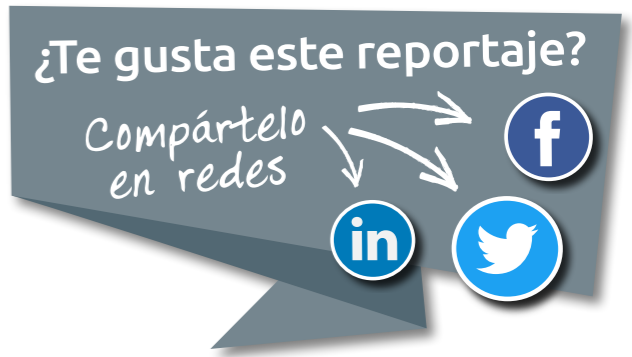 ¿Te gusta este reportaje?
Compártelo
en redes
f
in